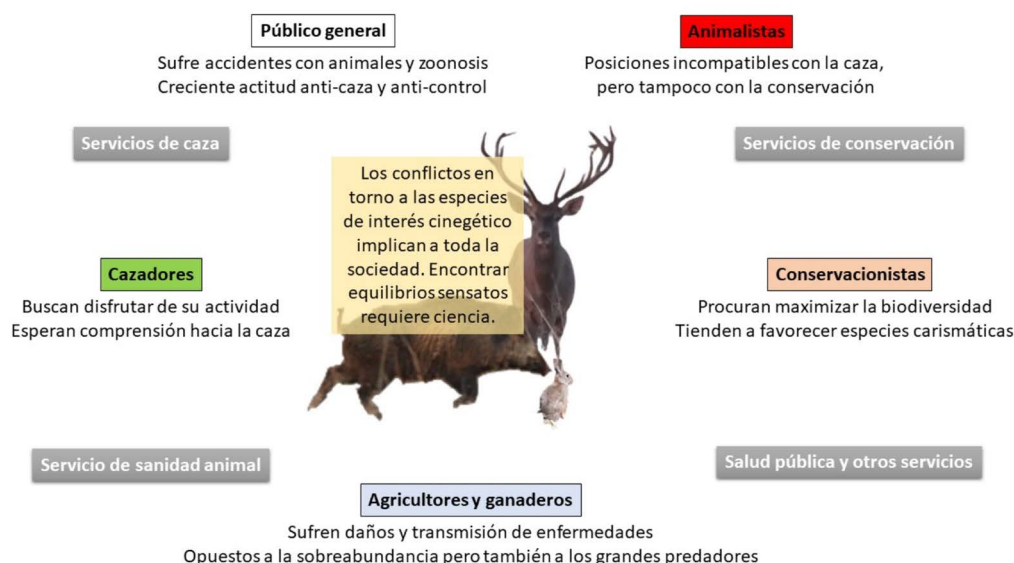 Público general
Sufre accidentes con animales y zoonosis
Creciente actitud anti-caza y anti-control
Animalistas
Posiciones incompatibles con la caza,
pero tampoco con la conservación
Servicios de caza
Servicios de conservación
Los conflictos en
torno a las especies
de interés cinegético
implican a toda la
sociedad. Encontrar
equilibrios sensatos
requiere ciencia.
Cazadores
Buscan disfrutar de su actividad
Esperan comprensión hacia la caza
Conservacionistas
Procuran maximizar la biodiversidad
Tienden a favorecer especies carismáticas
Servicio de sanidad animal
Salud pública y otros servicios
Agricultores y ganaderos
Sufren daños y transmisión de enfermedades
Opuestos a la sobreabundancia pero también a los grandes predadores